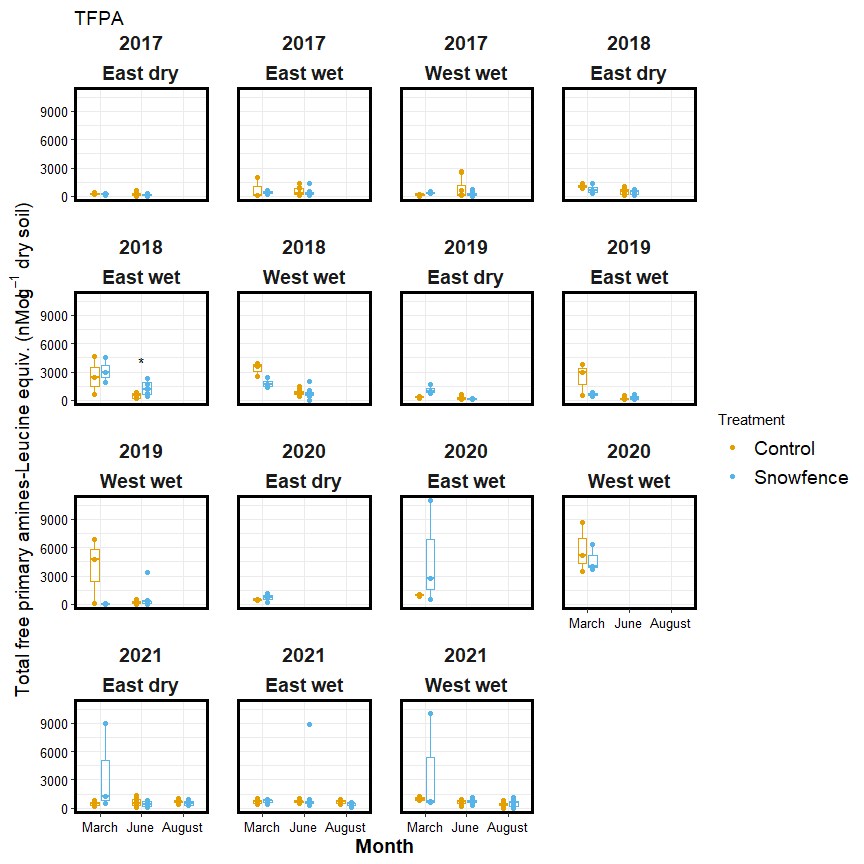 TFPA
2017 2017 2017 2018
East dry East wet West wet East dry
9000
6000
3000
0
2018 2018 2019 2019
East wet West wet East dry East wet
9000
6000
*
3000
0
2019 2020 2020 2020
West wet East dry East wet West wet
9000
6000
3000
0
March June August
2021 2021 2021
East dry East wet West wet
9000
6000
3000
0
March June August March June August March June August
Month
Total free primary amines-Leucine equiv. (nMolg⁻¹ dry soil)
Treatment
Control
Snowfence